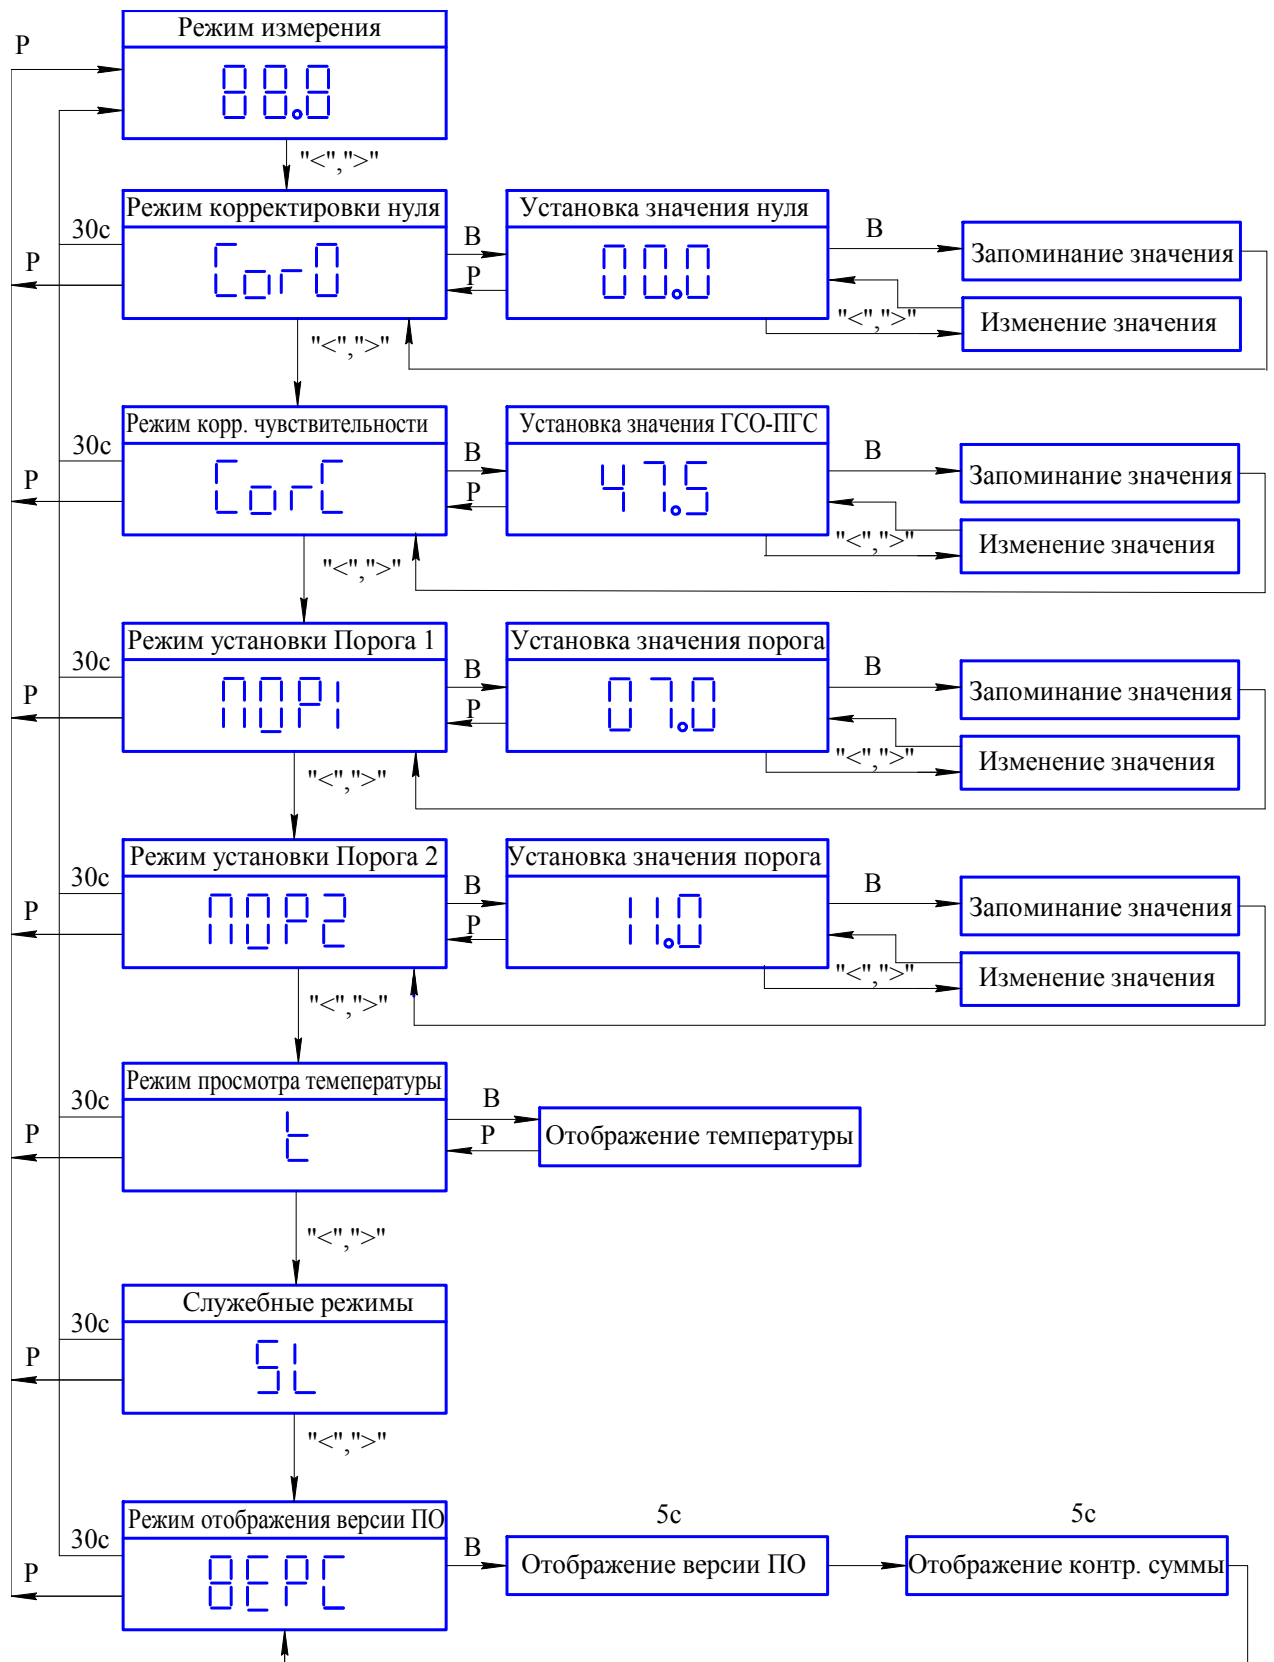 Режим измерения
Р
88.8
"<",">"
Режим корректировки нуля
Установка значения нуля
30с
В
В
Запоминание значения
Р
Cor0
Р
00.0
"<",">"
Изменение значения
"<",">"
Режим корр. чувствительности
Установка значения ГСО-ПГС
30с
В
В
Запоминание значения
Р
CorC
Р
47.5
"<",">"
Изменение значения
"<",">"
Режим установки Порога 1
Установка значения порога
30с
В
В
Запоминание значения
Р
ПОР1
Р
07.0
"<",">"
Изменение значения
"<",">"
Режим установки Порога 2
Установка значения порога
30с
В
В
Запоминание значения
Р
ПОР2
Р
11.0
"<",">"
Изменение значения
"<",">"
Режим просмотра темепературы
30с
В
Р
t
Р
Отображение температуры
"<",">"
Служебные режимы
30с
Р
SL
"<",">"
Режим отображения версии ПО
5с
5с
30с
В
Отображение версии ПО
Отображение контр. суммы
Р
ВЕРС